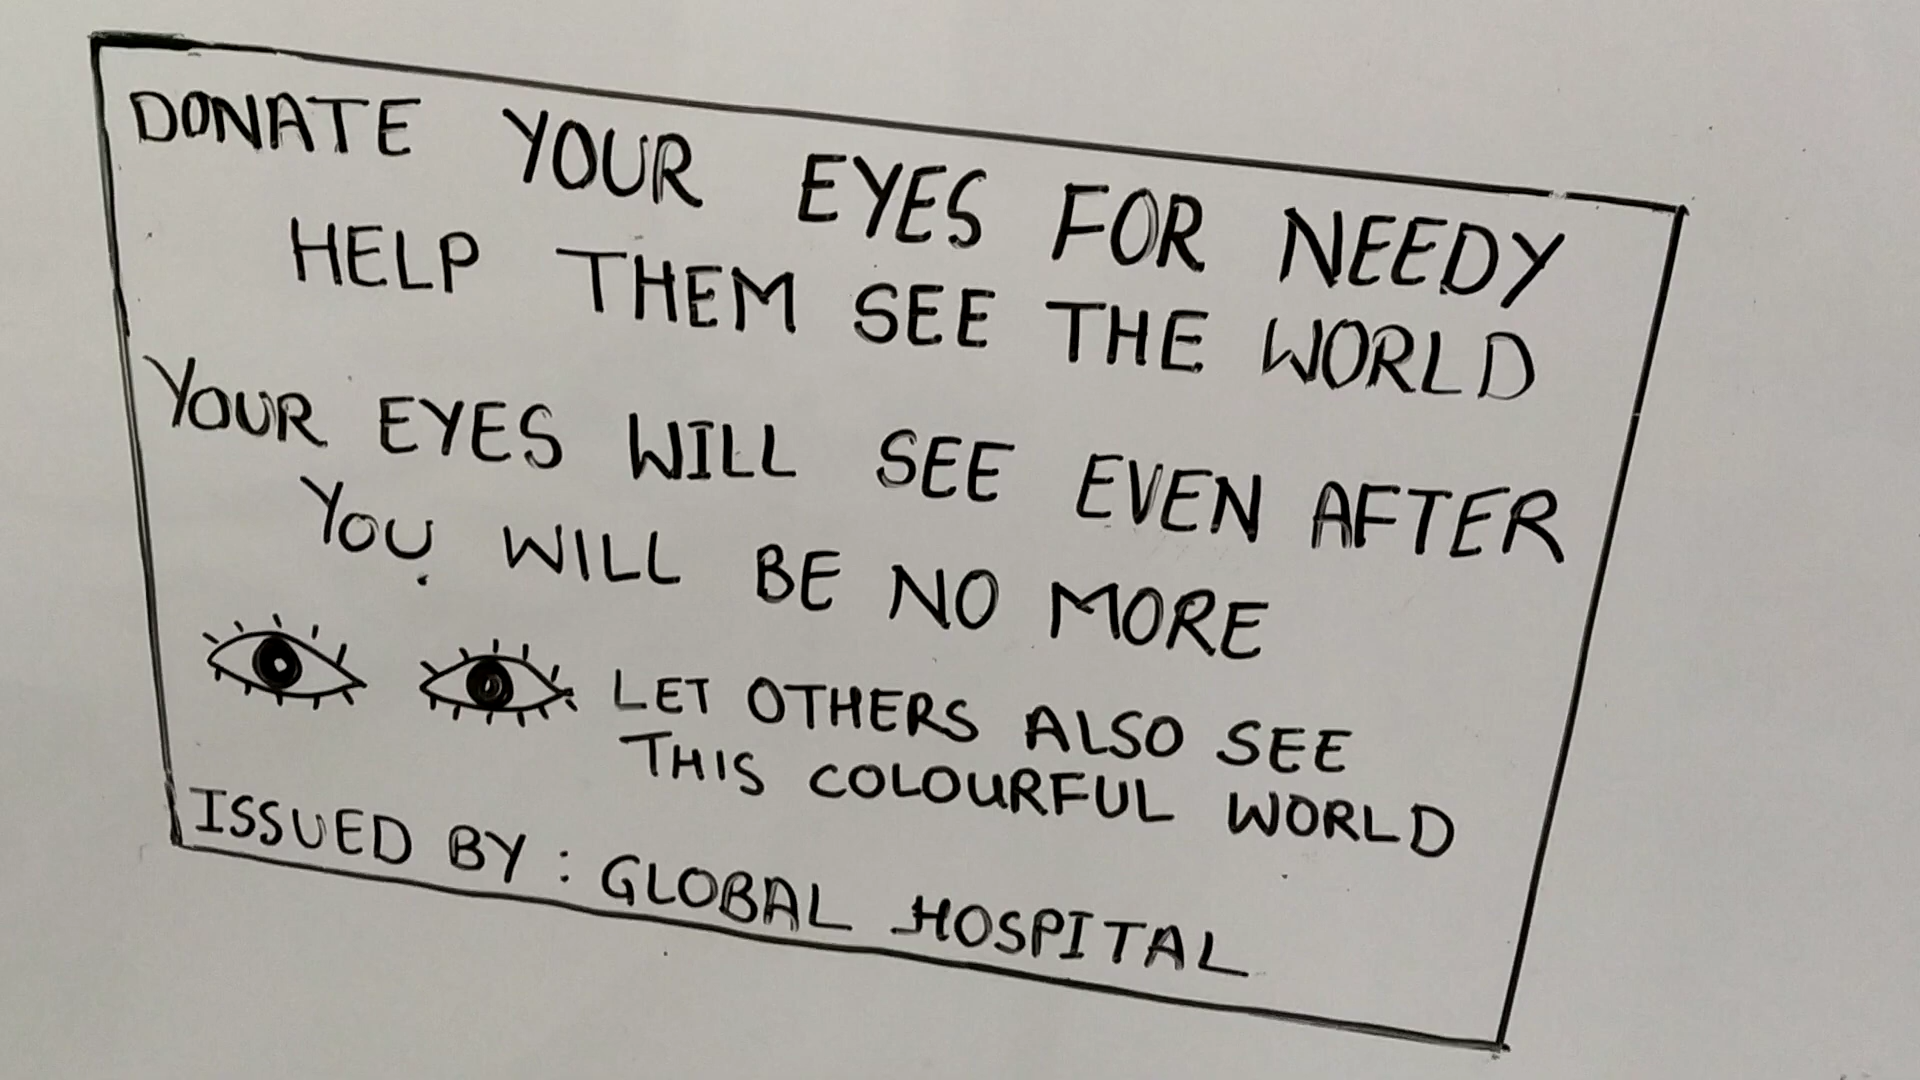 DONATE YOUR EYES FOR NEEDY
HELP THEM SEE THE WORLD
YOUR EYES WILL SEE EVEN AFTER
YOU WILL BE NO MORE
LET OTHERS ALSO SEE
THIS COLOURFUL WORLD
ISSUED BY : GLOBAL HOSPITAL